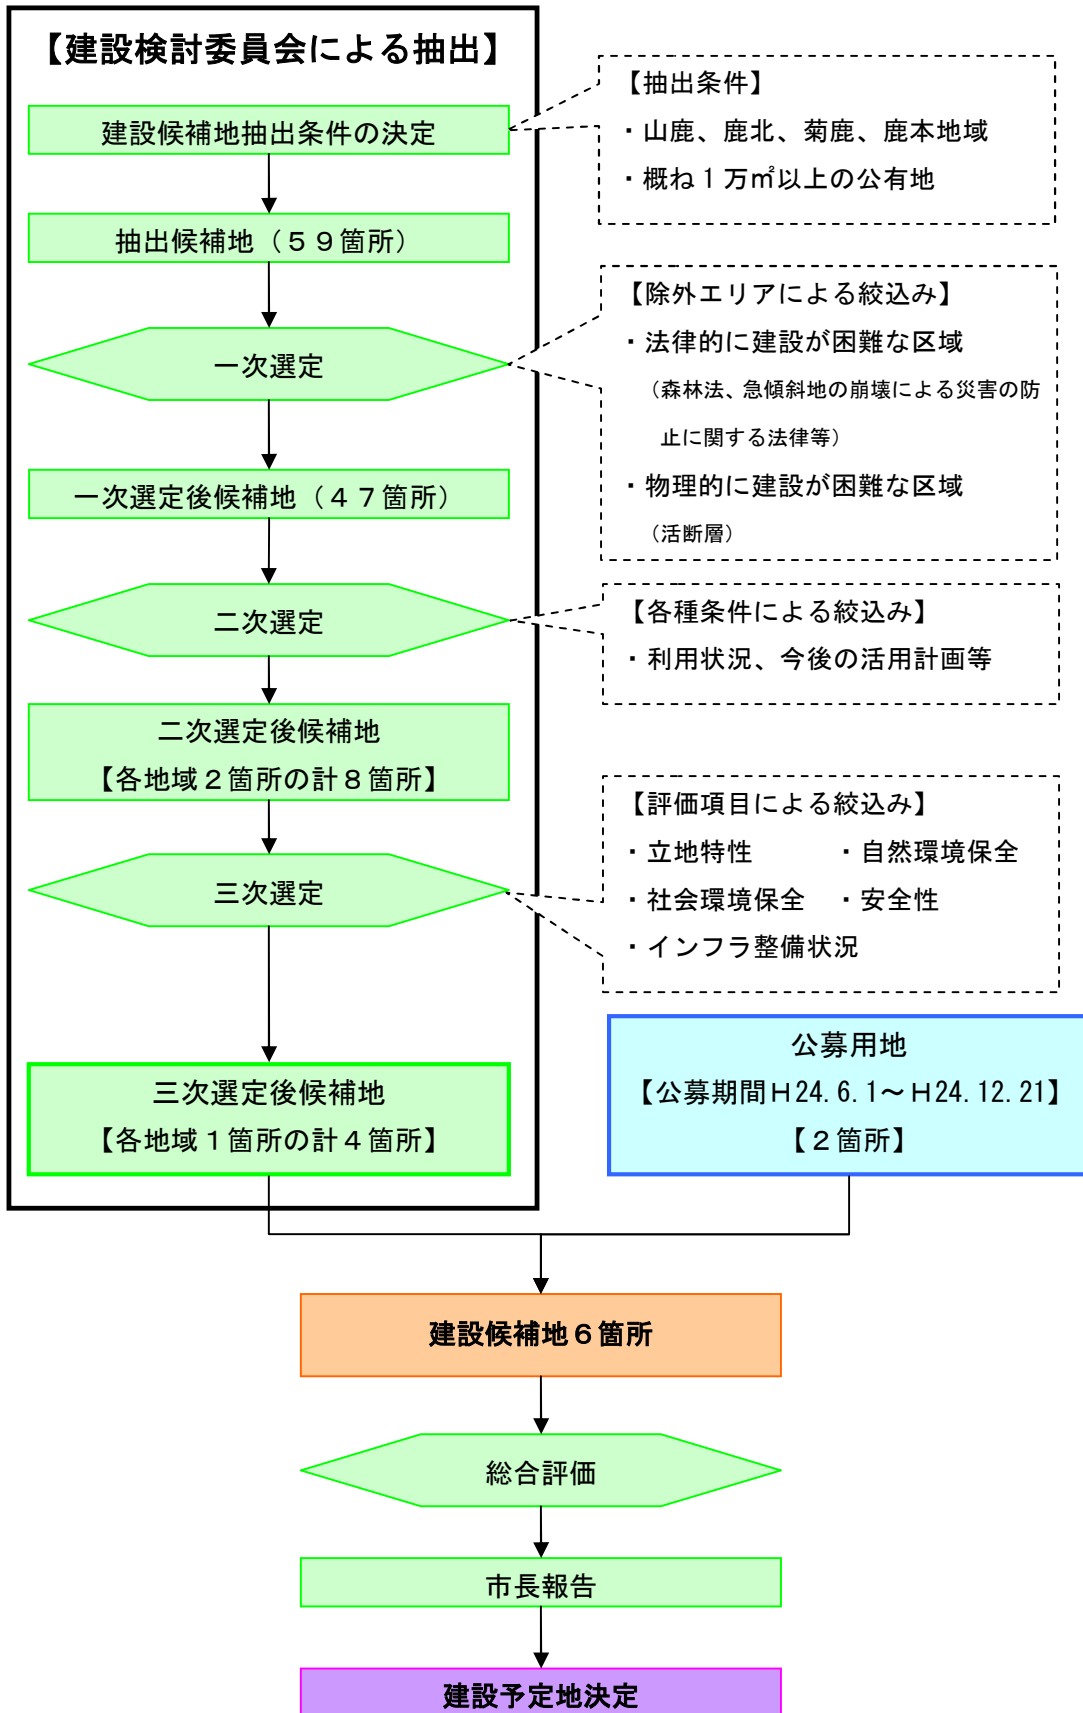 【建設検討委員会による抽出】
建設候補地抽出条件の決定
【抽出条件】
・山鹿、鹿北、菊鹿、鹿本地域
・概ね１万㎡以上の公有地
抽出候補地（５９箇所）
一次選定
【除外エリアによる絞込み】
・法律的に建設が困難な区域
（森林法、急傾斜地の崩壊による災害の防
止に関する法律等）
・物理的に建設が困難な区域
（活断層）
一次選定後候補地（４７箇所）
二次選定
【各種条件による絞込み】
・利用状況、今後の活用計画等
二次選定後候補地
【各地域２箇所の計８箇所】
三次選定
【評価項目による絞込み】
・立地特性　　　・自然環境保全
・社会環境保全　・安全性
・インフラ整備状況
三次選定後候補地
【各地域１箇所の計４箇所】
公募用地
【公募期間Ｈ24.6.1～Ｈ24.12.21】
【２箇所】
建設候補地６箇所
総合評価
市長報告
建設予定地決定